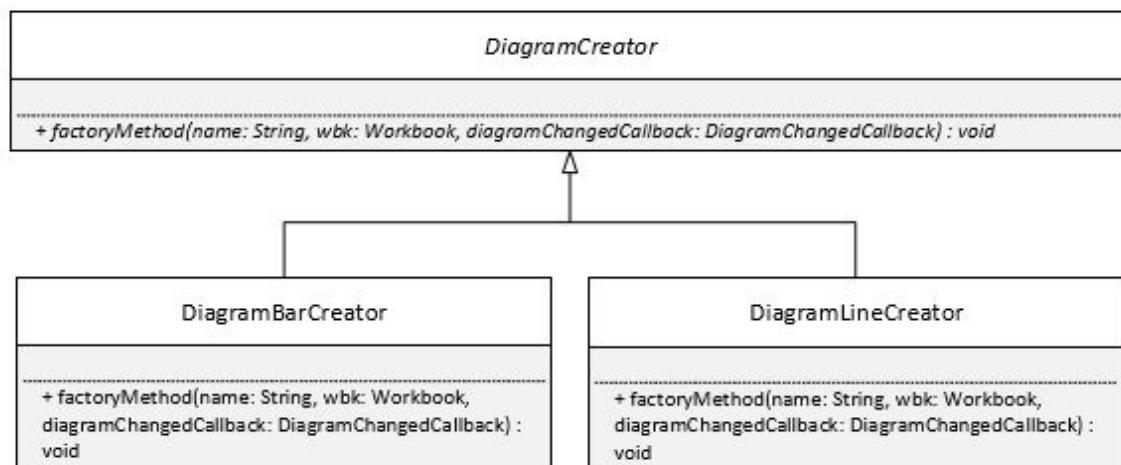 DiagramCreator
+ factoryMethod(name: String, wbk: Workbook, diagramChangedCallback: DiagramChangedCallback) : void
DiagramBarCreator
+ factoryMethod(name: String, wbk: Workbook,
diagramChangedCallback: DiagramChangedCallback) :
void
DiagramLineCreator
+ factoryMethod(name: String, wbk: Workbook,
diagramChangedCallback: DiagramChangedCallback) :
void